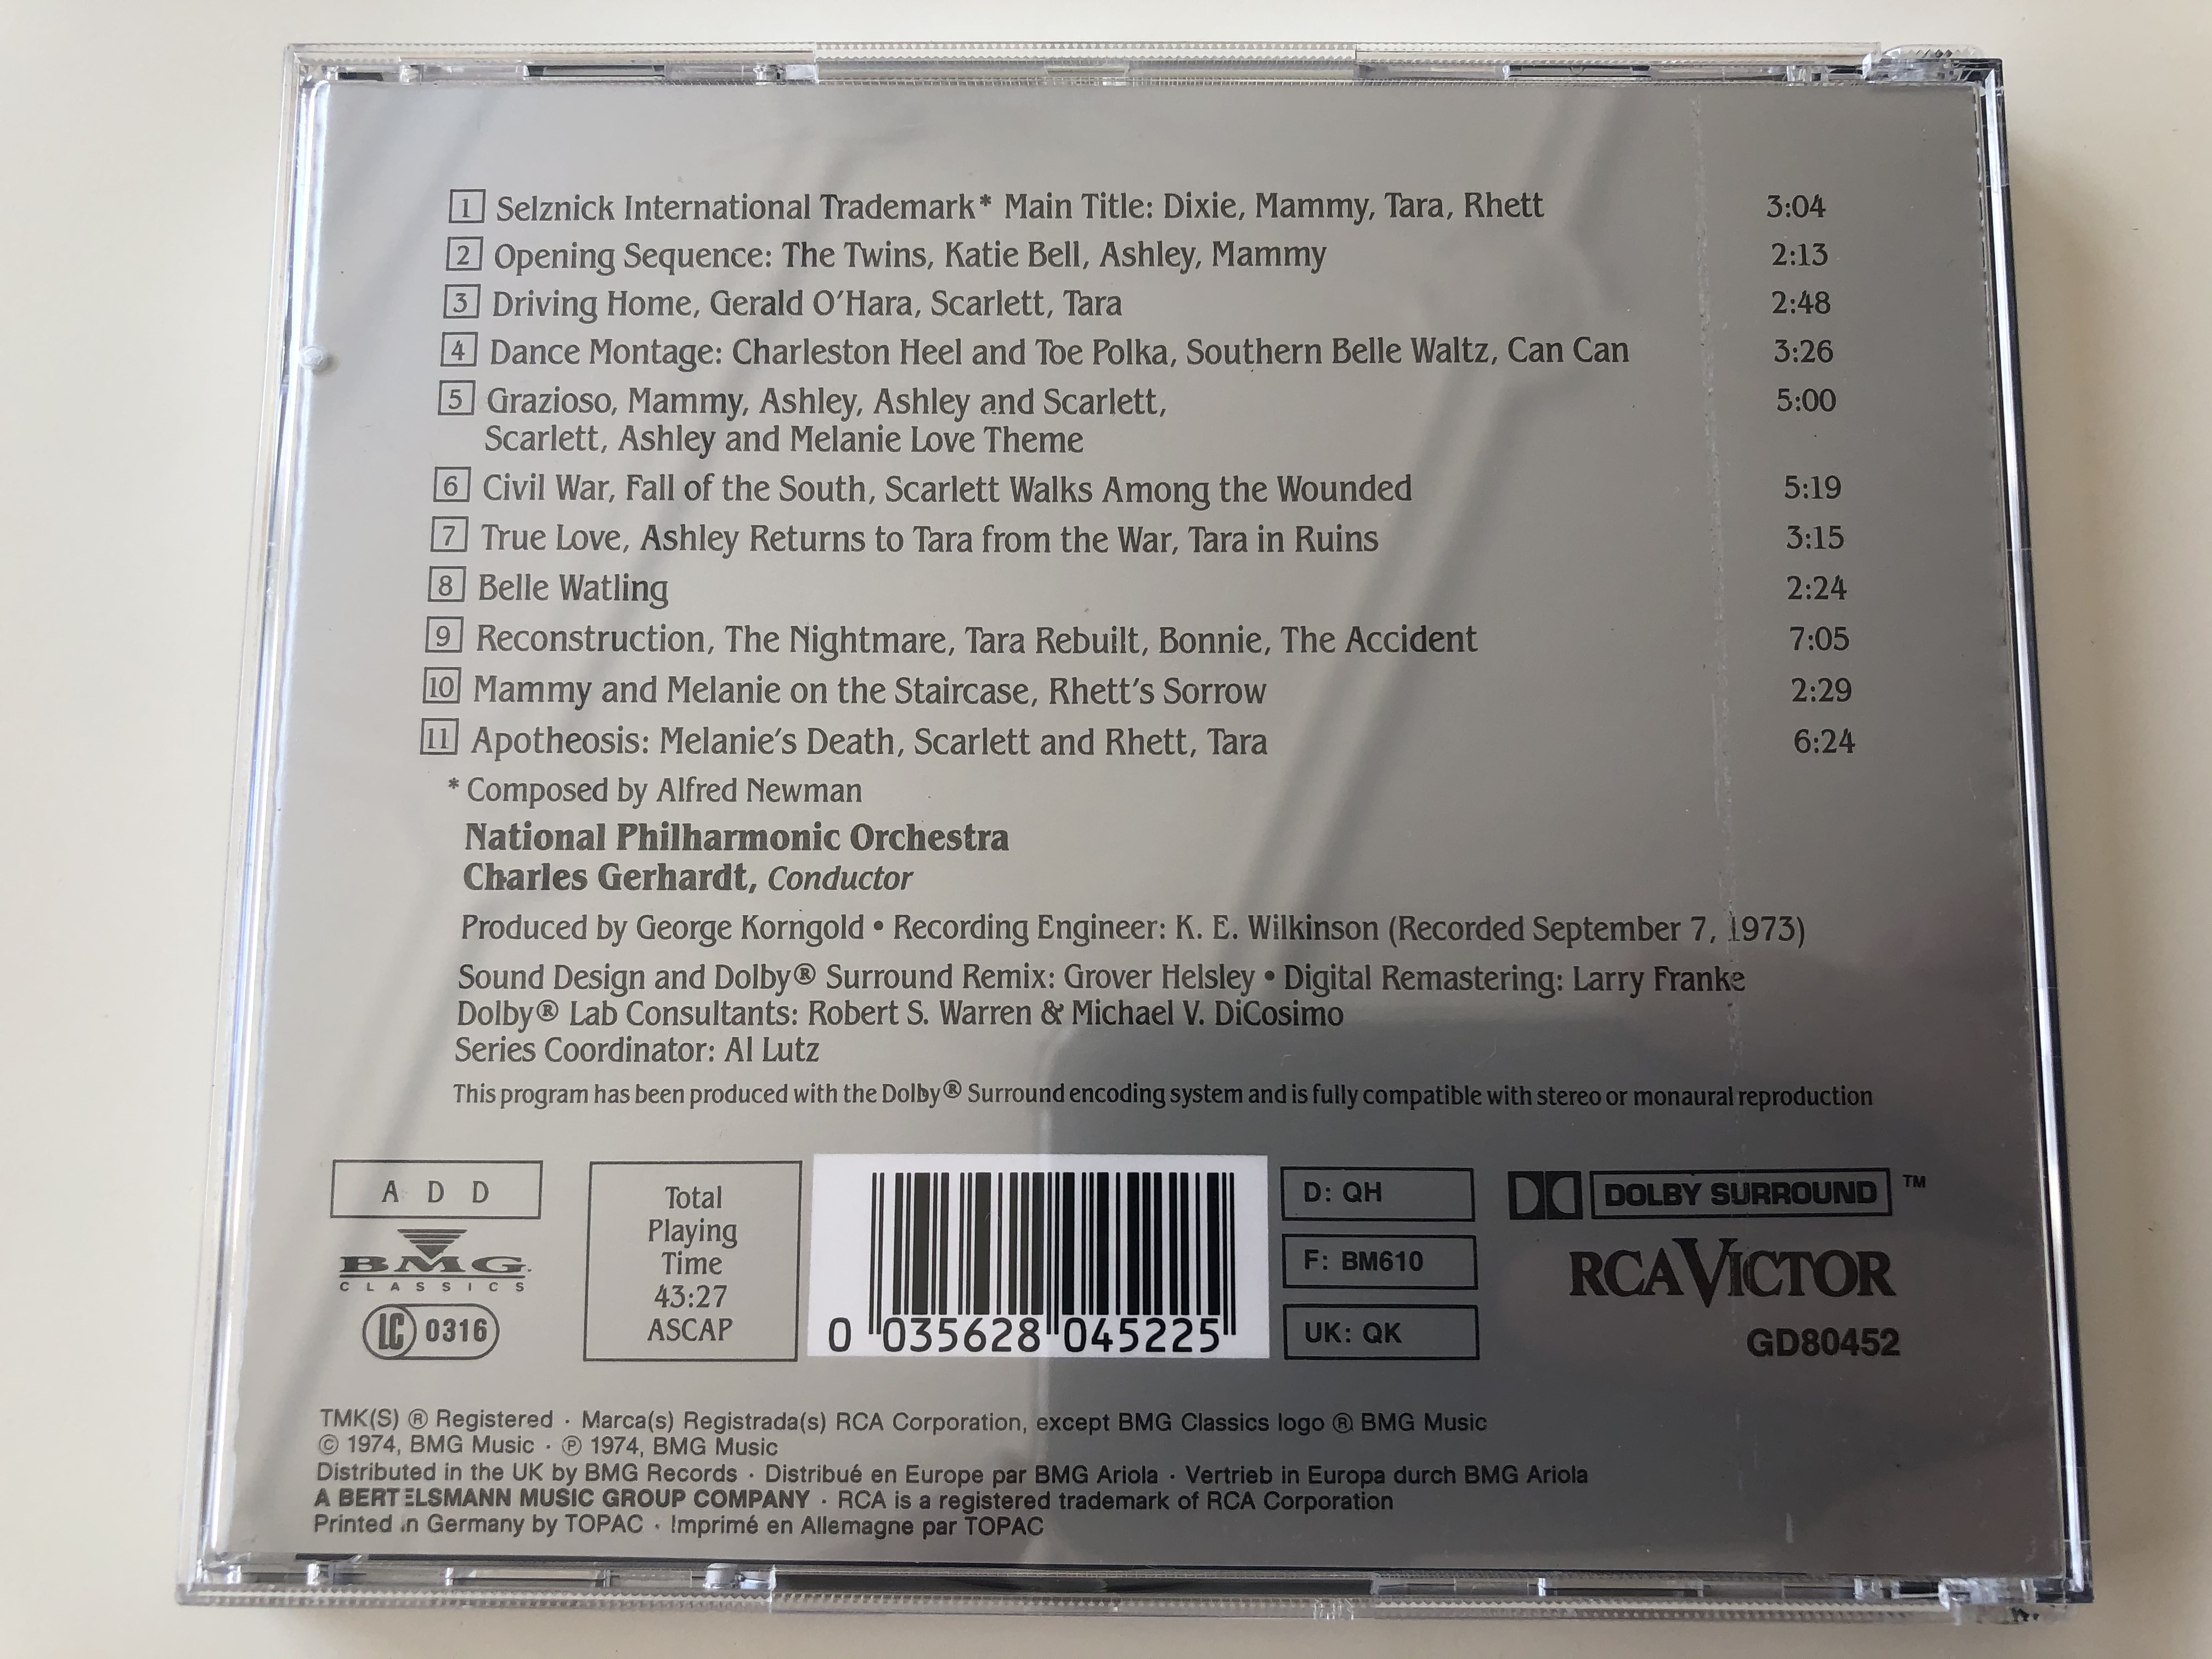 1 Selznick International Trademark* Main Title: Dixie, Mammy, Tara, Rhett 3:04
2 Opening Sequence: The Twins, Katie Bell, Ashley, Mammy 2:13
3 Driving Home, Gerald O'Hara, Scarlett, Tara 2:48
4 Dance Montage: Charleston Heel and Toe Polka, Southern Belle Waltz, Can Can 3:26
5 Grazioso, Mammy, Ashley, Ashley and Scarlett, 5:00
Scarlett, Ashley and Melanie Love Theme
6 Civil War, Fall of the South, Scarlett Walks Among the Wounded 5:19
7 True Love, Ashley Returns to Tara from the War, Tara in Ruins 3:15
8 Belle Watling 2:24
9 Reconstruction, The Nightmare, Tara Rebuilt, Bonnie, The Accident 7:05
10 Mammy and Melanie on the Staircase, Rhett's Sorrow 2:29
11 Apotheosis: Melanie's Death, Scarlett and Rhett, Tara 6:24
* Composed by Alfred Newman
National Philharmonic Orchestra
Charles Gerhardt, Conductor
Produced by George Korngold • Recording Engineer: K. E. Wilkinson (Recorded September 7, 1973)
Sound Design and Dolby® Surround Remix: Grover Helsley • Digital Remastering: Larry Franke
Dolby® Lab Consultants: Robert S. Warren & Michael V. DiCosimo
Series Coordinator: Al Lutz
This program has been produced with the Dolby® Surround encoding system and is fully compatible with stereo or monaural reproduction
A D D
BMG
CLASSICS
LC 0316
Total
Playing
Time
43:27
ASCAP
0 035628 045225
D: QH
F: BM610
UK: QK
DOLBY SURROUND ™
RCA VICTOR
GD80452
TMK(S) ® Registered · Marca(s) Registrada(s) RCA Corporation, except BMG Classics logo ® BMG Music
© 1974, BMG Music · ℗ 1974, BMG Music
Distributed in the UK by BMG Records · Distribué en Europe par BMG Ariola · Vertrieb in Europa durch BMG Ariola
A BERTELSMANN MUSIC GROUP COMPANY · RCA is a registered trademark of RCA Corporation
Printed in Germany by TOPAC · Imprimé en Allemagne par TOPAC